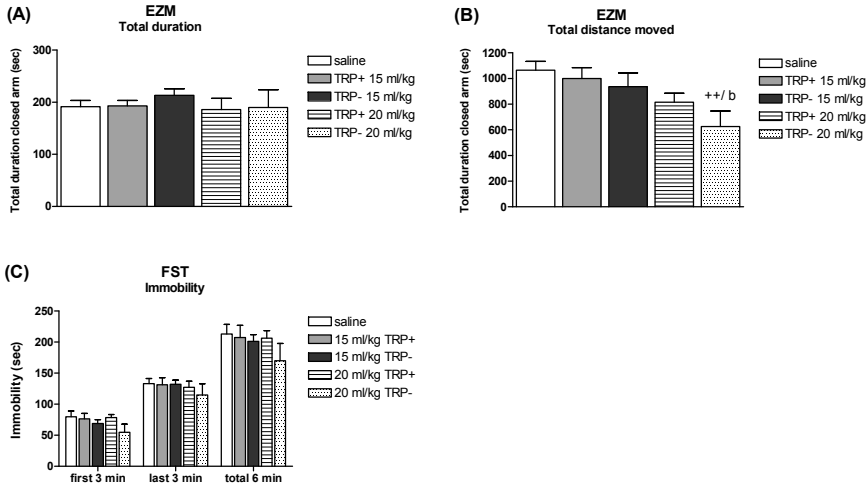 (A)
EZM
Total duration
Total duration closed arm (sec)
300
200
100
0
saline
TRP+ 15 ml/kg
TRP- 15 ml/kg
TRP+ 20 ml/kg
TRP- 20 ml/kg
(B)
EZM
Total distance moved
Total duration closed arm (sec)
1200
1000
800
600
400
200
0
++/ b
saline
TRP+ 15 ml/kg
TRP- 15 ml/kg
TRP+ 20 ml/kg
TRP- 20 ml/kg
(C)
FST
Immobility
Immobility (sec)
250
200
150
100
50
0
first 3 min
last 3 min
total 6 min
saline
15 ml/kg TRP+
15 ml/kg TRP-
20 ml/kg TRP+
20 ml/kg TRP-